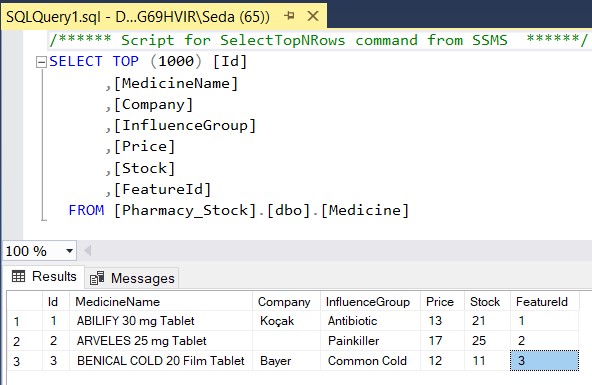 SQLQuery1.sql - D...G69HVIR\Seda (65))
/****** Script for SelectTopNRows command from SSMS ******/
SELECT TOP (1000) [Id]
,[MedicineName]
,[Company]
,[InfluenceGroup]
,[Price]
,[Stock]
,[FeatureId]
FROM [Pharmacy_Stock].[dbo].[Medicine]
100 %
Results Messages
Id MedicineName Company InfluenceGroup Price Stock FeatureId
1 1 ABILIFY 30 mg Tablet Koçak Antibiotic 13 21 1
2 2 ARVELES 25 mg Tablet Painkiller 17 25 2
3 3 BENICAL COLD 20 Film Tablet Bayer Common Cold 12 11 3